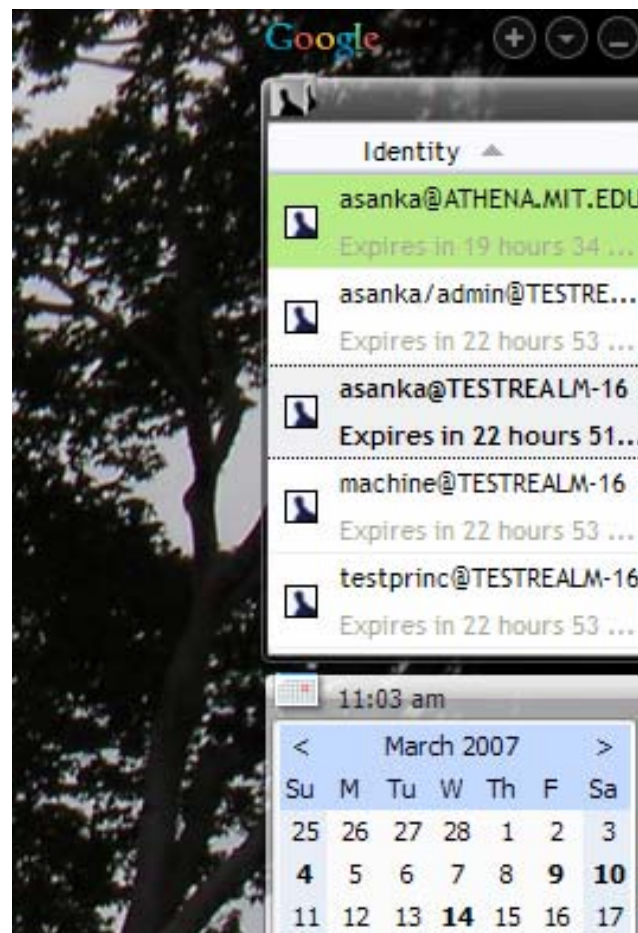 Google
Identity
asanka@ATHENA.MIT.EDU
Expires in 19 hours 34 ...
asanka/admin@TESTRE...
Expires in 22 hours 53 ...
asanka@TESTREALM-16
Expires in 22 hours 51...
machine@TESTREALM-16
Expires in 22 hours 53 ...
testprinc@TESTREALM-16
Expires in 22 hours 53 ...
11:03 am
< March 2007 >
Su M Tu W Th F Sa
25 26 27 28 1 2 3
4 5 6 7 8 9 10
11 12 13 14 15 16 17